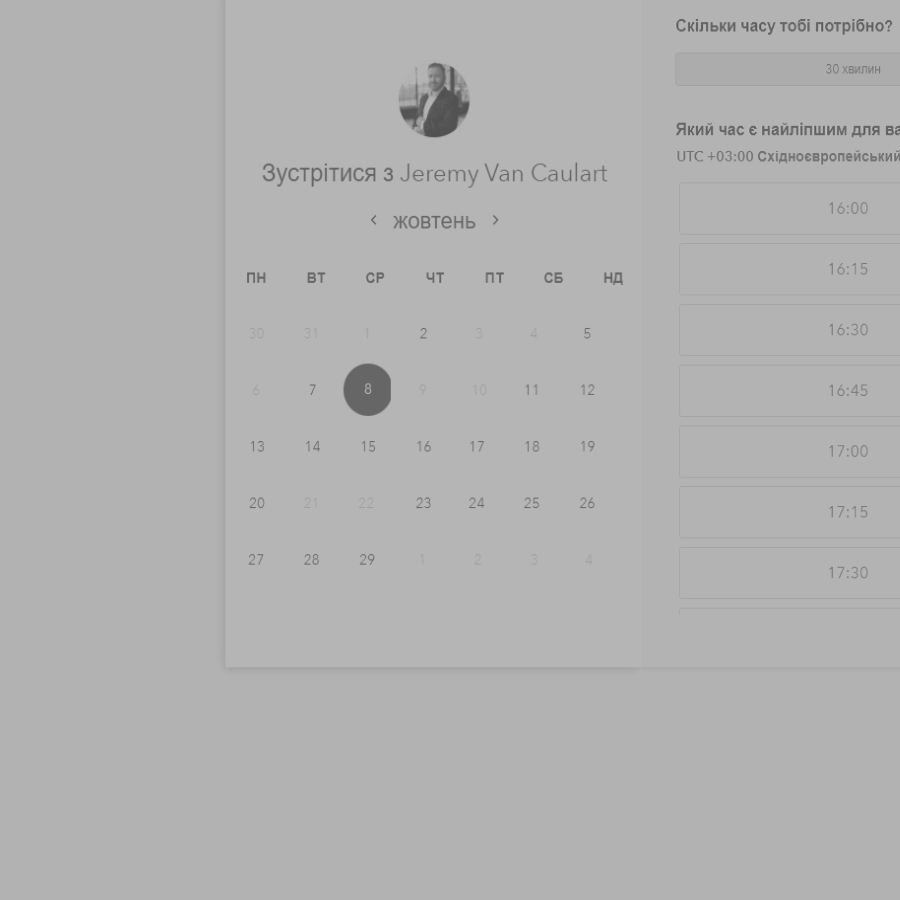 Зустрітися з Jeremy Van Caulart
жовтень
ПН ВТ СР ЧТ ПТ СБ НД
30 31 1 2 3 4 5
6 7 8 9 10 11 12
13 14 15 16 17 18 19
20 21 22 23 24 25 26
27 28 29 1 2 3 4
Скільки часу тобі потрібно?
30 хвилин
Який час є найліпшим для ва
UTC +03:00 Східноєвропейський
16:00
16:15
16:30
16:45
17:00
17:15
17:30